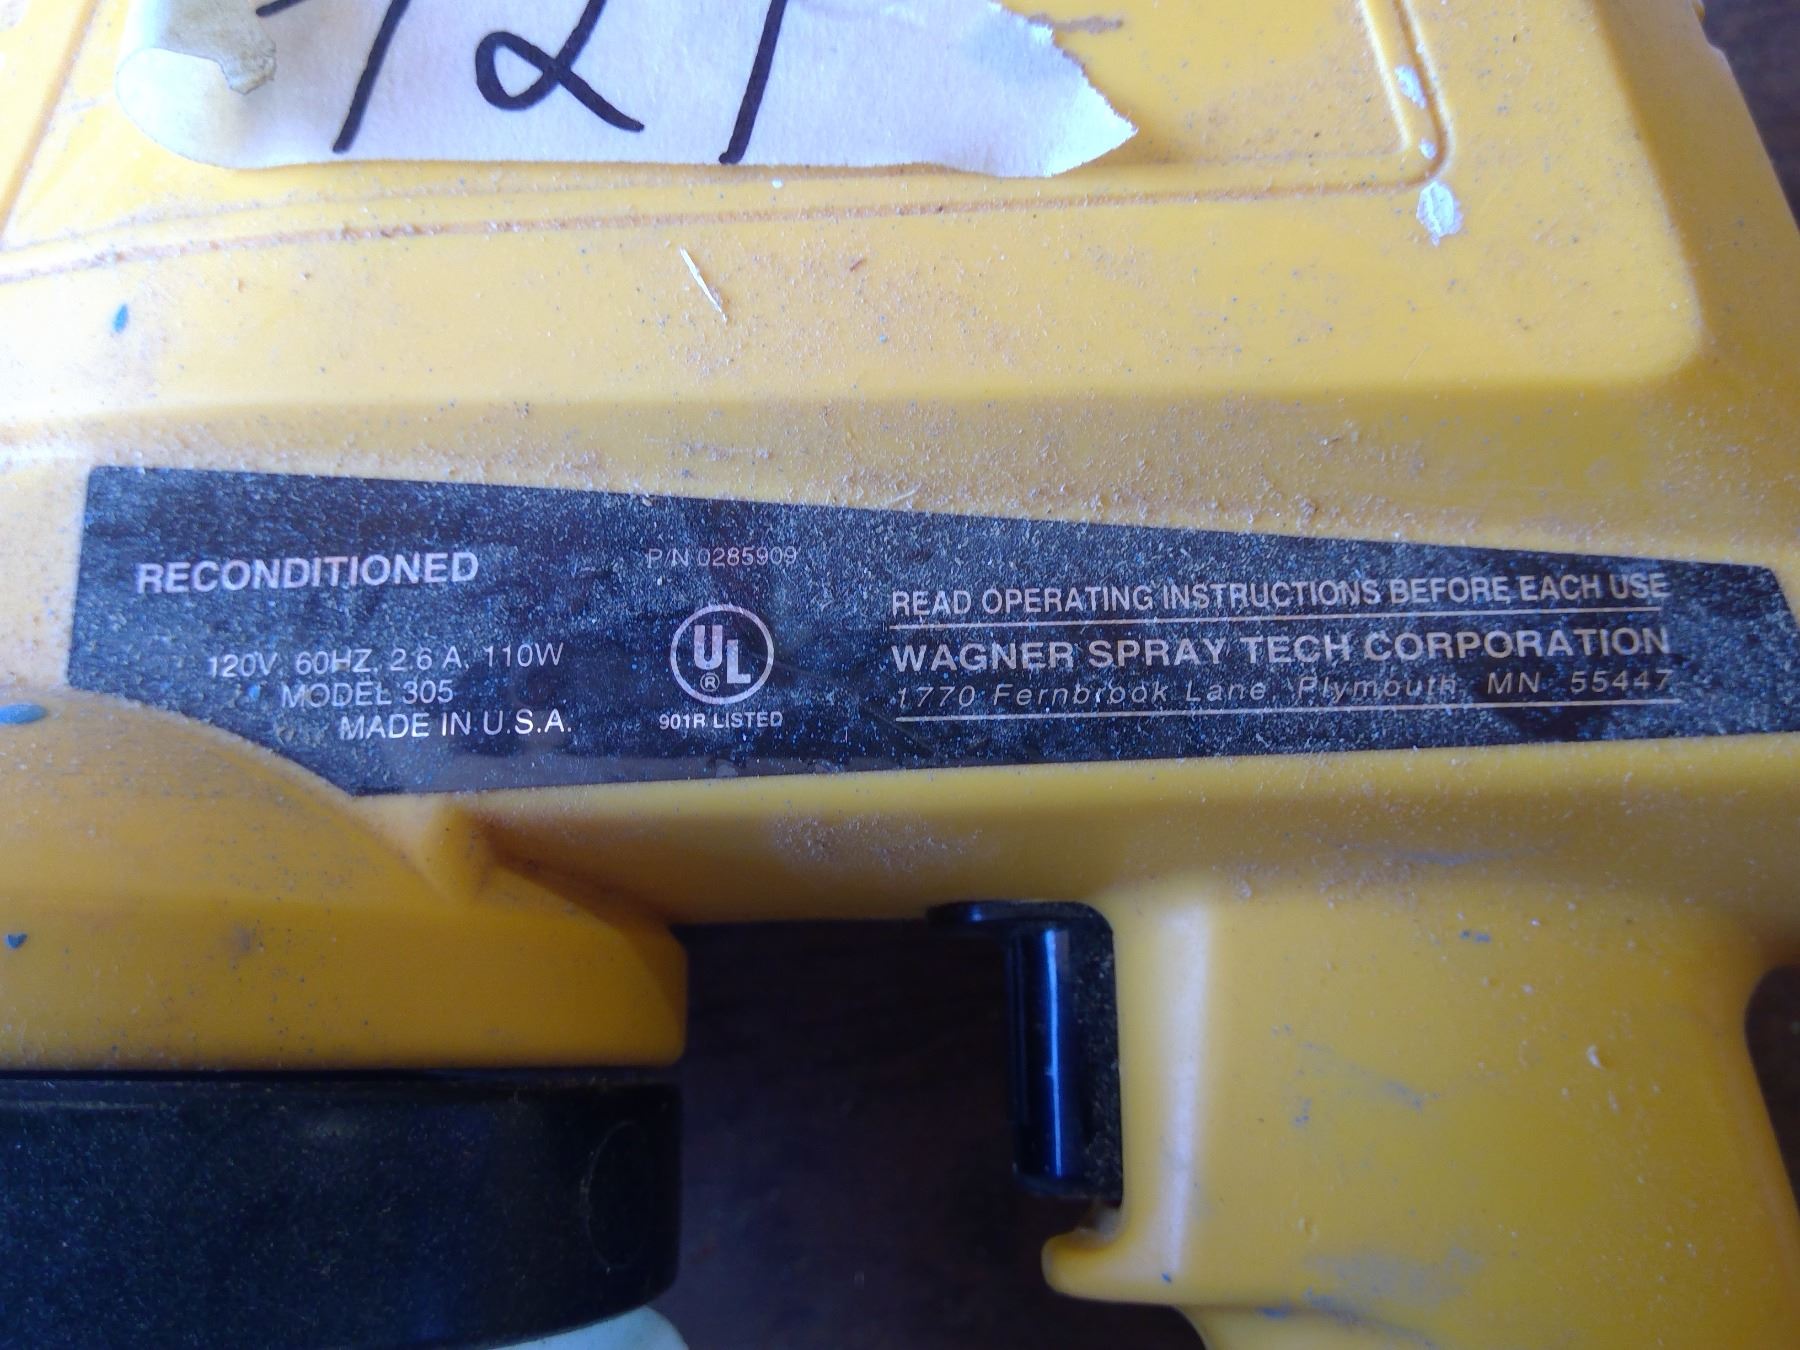 721
RECONDITIONED
P/N 0285909
120V, 60HZ, 2.6 A, 110W
MODEL 305
MADE IN U.S.A.
UL
®
901R LISTED
READ OPERATING INSTRUCTIONS BEFORE EACH USE
WAGNER SPRAY TECH CORPORATION
1770 Fernbrook Lane Plymouth MN 55447